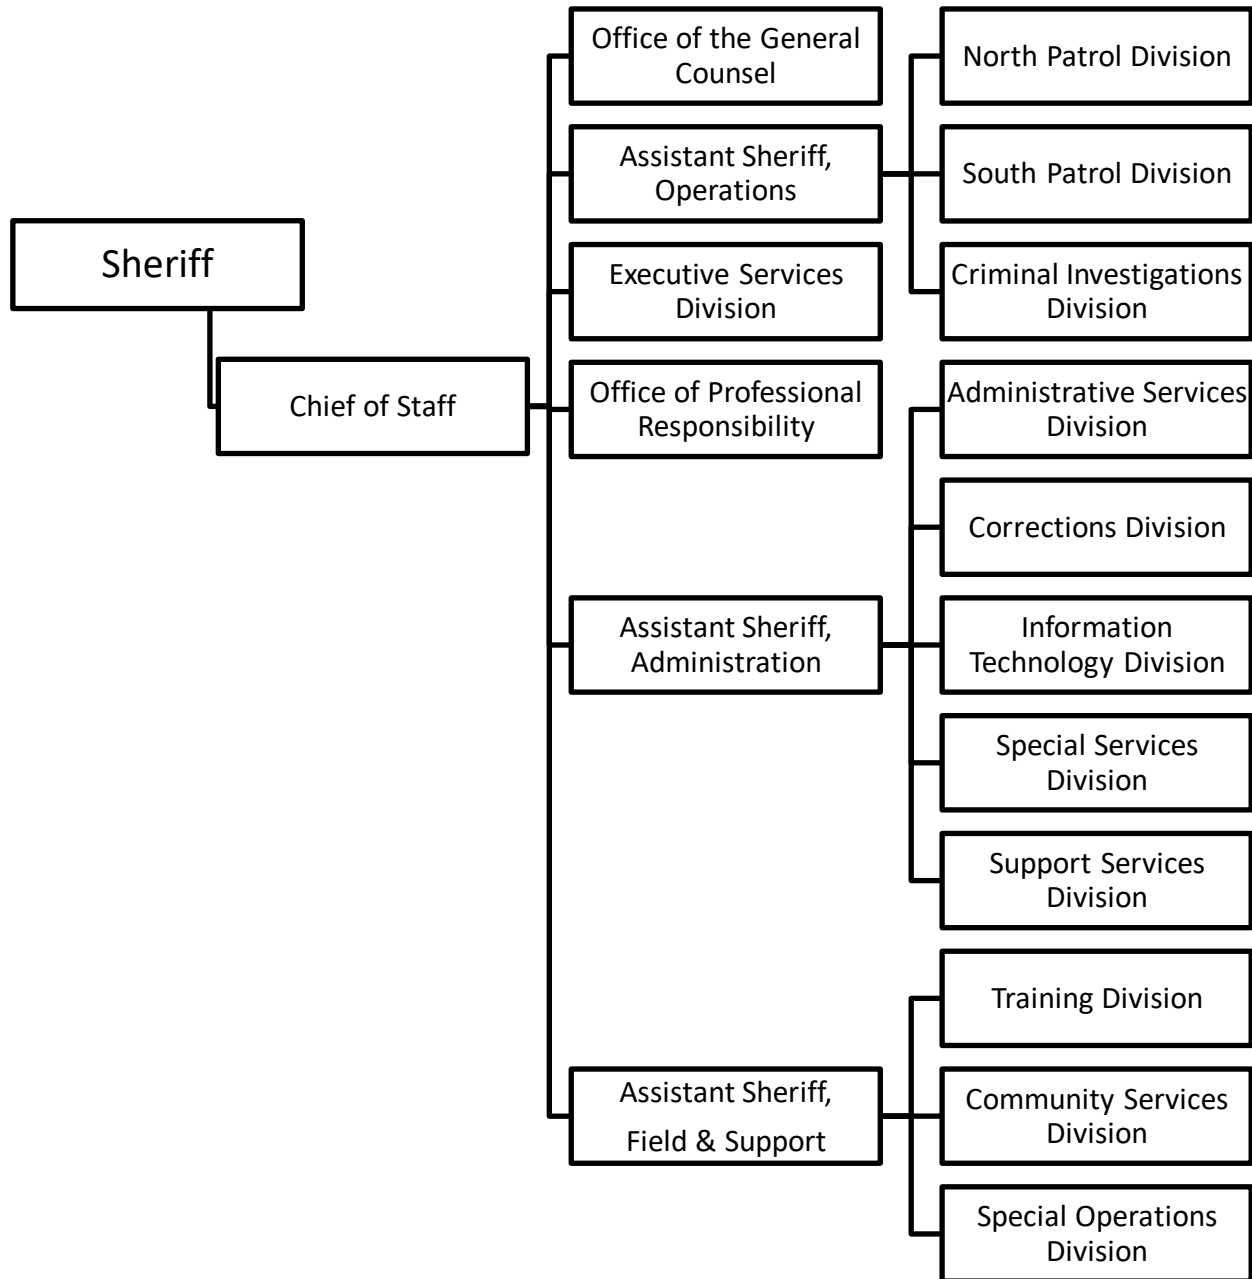 Sheriff
Chief of Staff
Office of the General
Counsel
Assistant Sheriff,
Operations
Executive Services
Division
Office of Professional
Responsibility
Assistant Sheriff,
Administration
Assistant Sheriff,
Field & Support
North Patrol Division
South Patrol Division
Criminal Investigations
Division
Administrative Services
Division
Corrections Division
Information
Technology Division
Special Services
Division
Support Services
Division
Training Division
Community Services
Division
Special Operations
Division